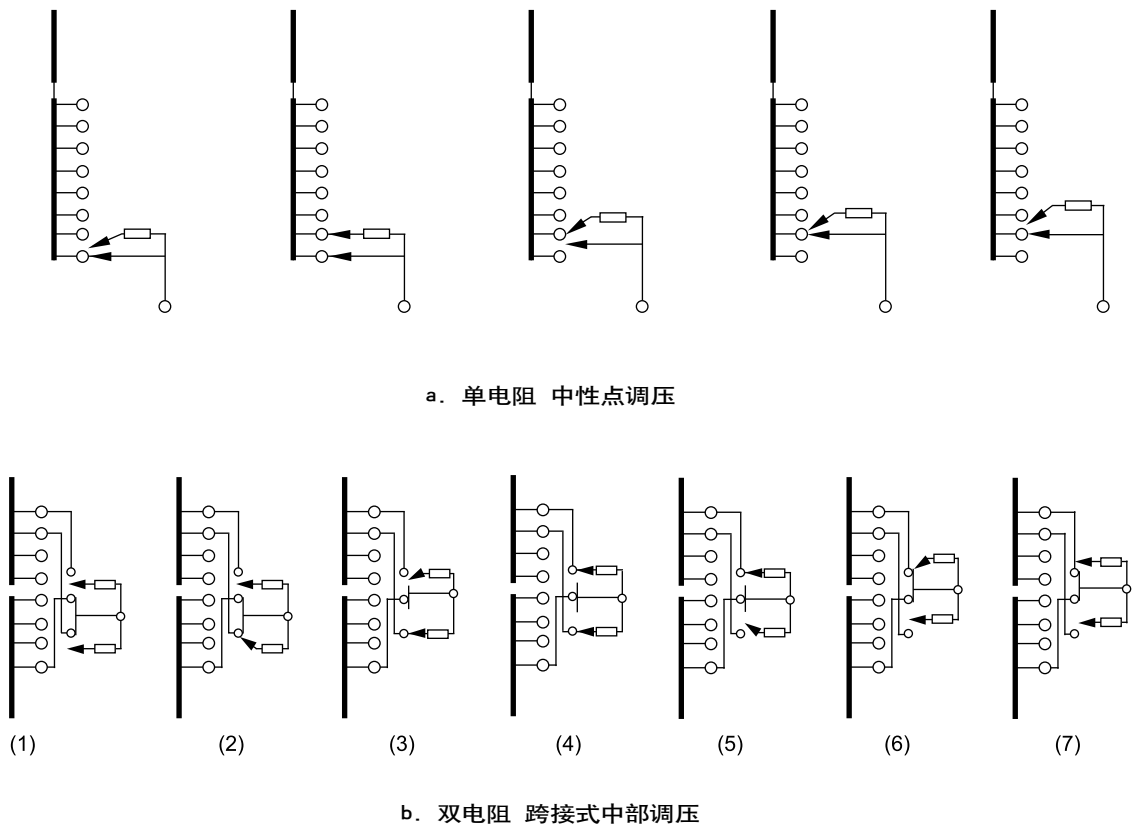 a. 单电阻 中性点调压
(1) (2) (3) (4) (5) (6) (7)
b. 双电阻 跨接式中部调压